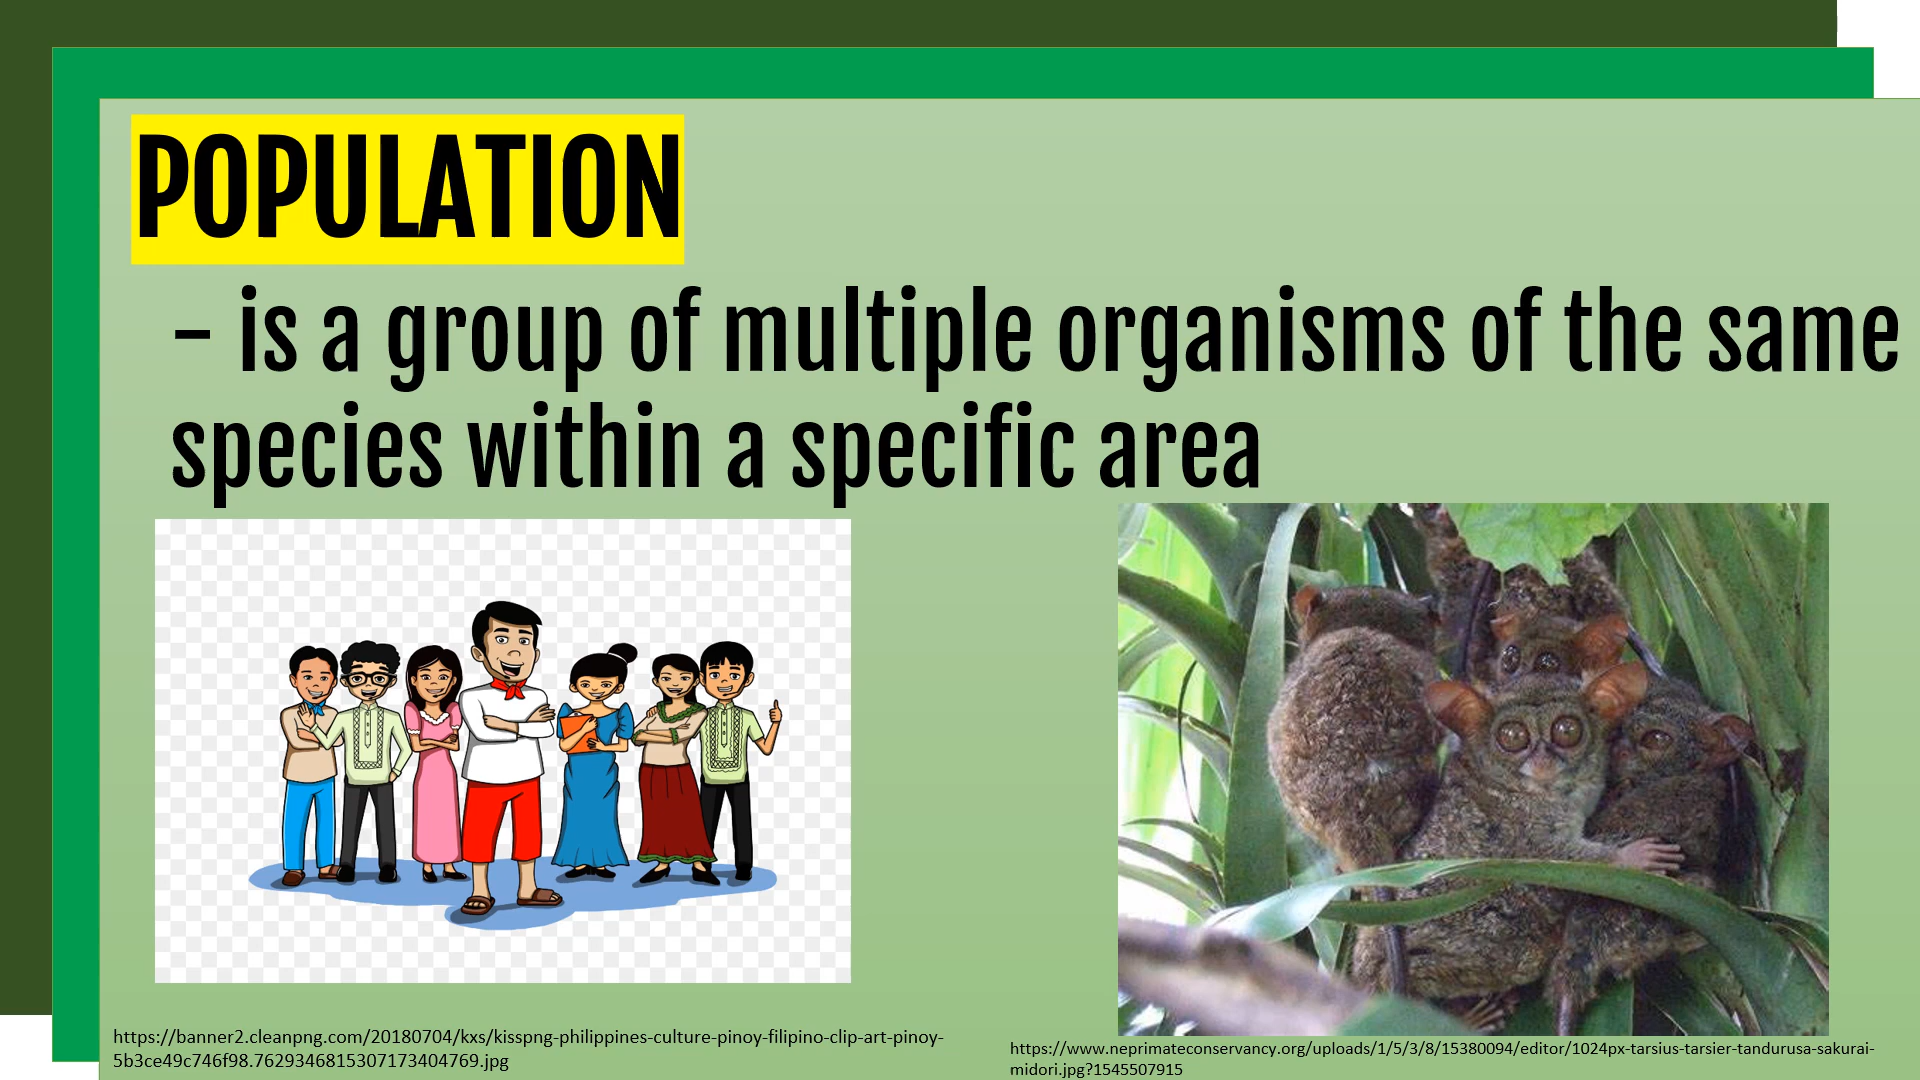 POPULATION
- is a group of multiple organisms of the same
species within a specific area
https://banner2.cleanpng.com/20180704/kxs/kisspng-philippines-culture-pinoy-filipino-clip-art-pinoy-
5b3ce49c746f98.7629346815307173404769.jpg
https://www.neprimateconservancy.org/uploads/1/5/3/8/15380094/editor/1024px-tarsius-tarsier-tandurusa-sakurai-
midori.jpg?1545507915